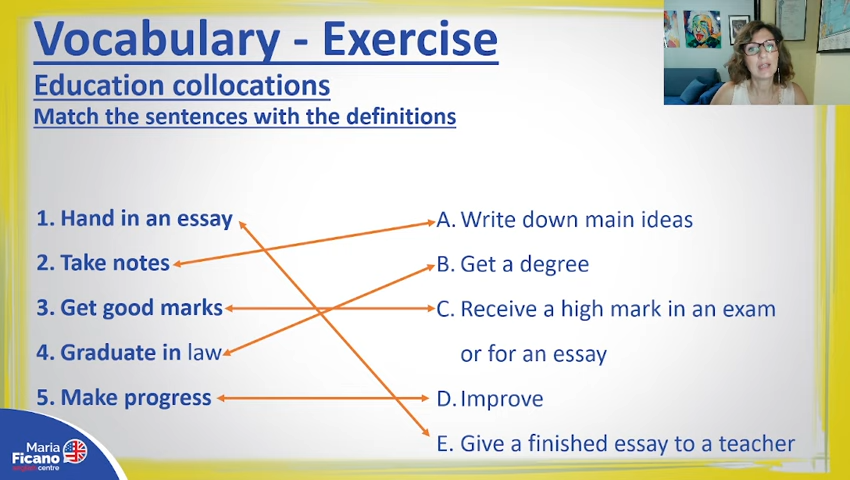 Vocabulary - Exercise
Education collocations
Match the sentences with the definitions
1. Hand in an essay
2. Take notes
3. Get good marks
4. Graduate in law
5. Make progress
A. Write down main ideas
B. Get a degree
C. Receive a high mark in an exam
or for an essay
D. Improve
E. Give a finished essay to a teacher
Maria
Ficano
english centre